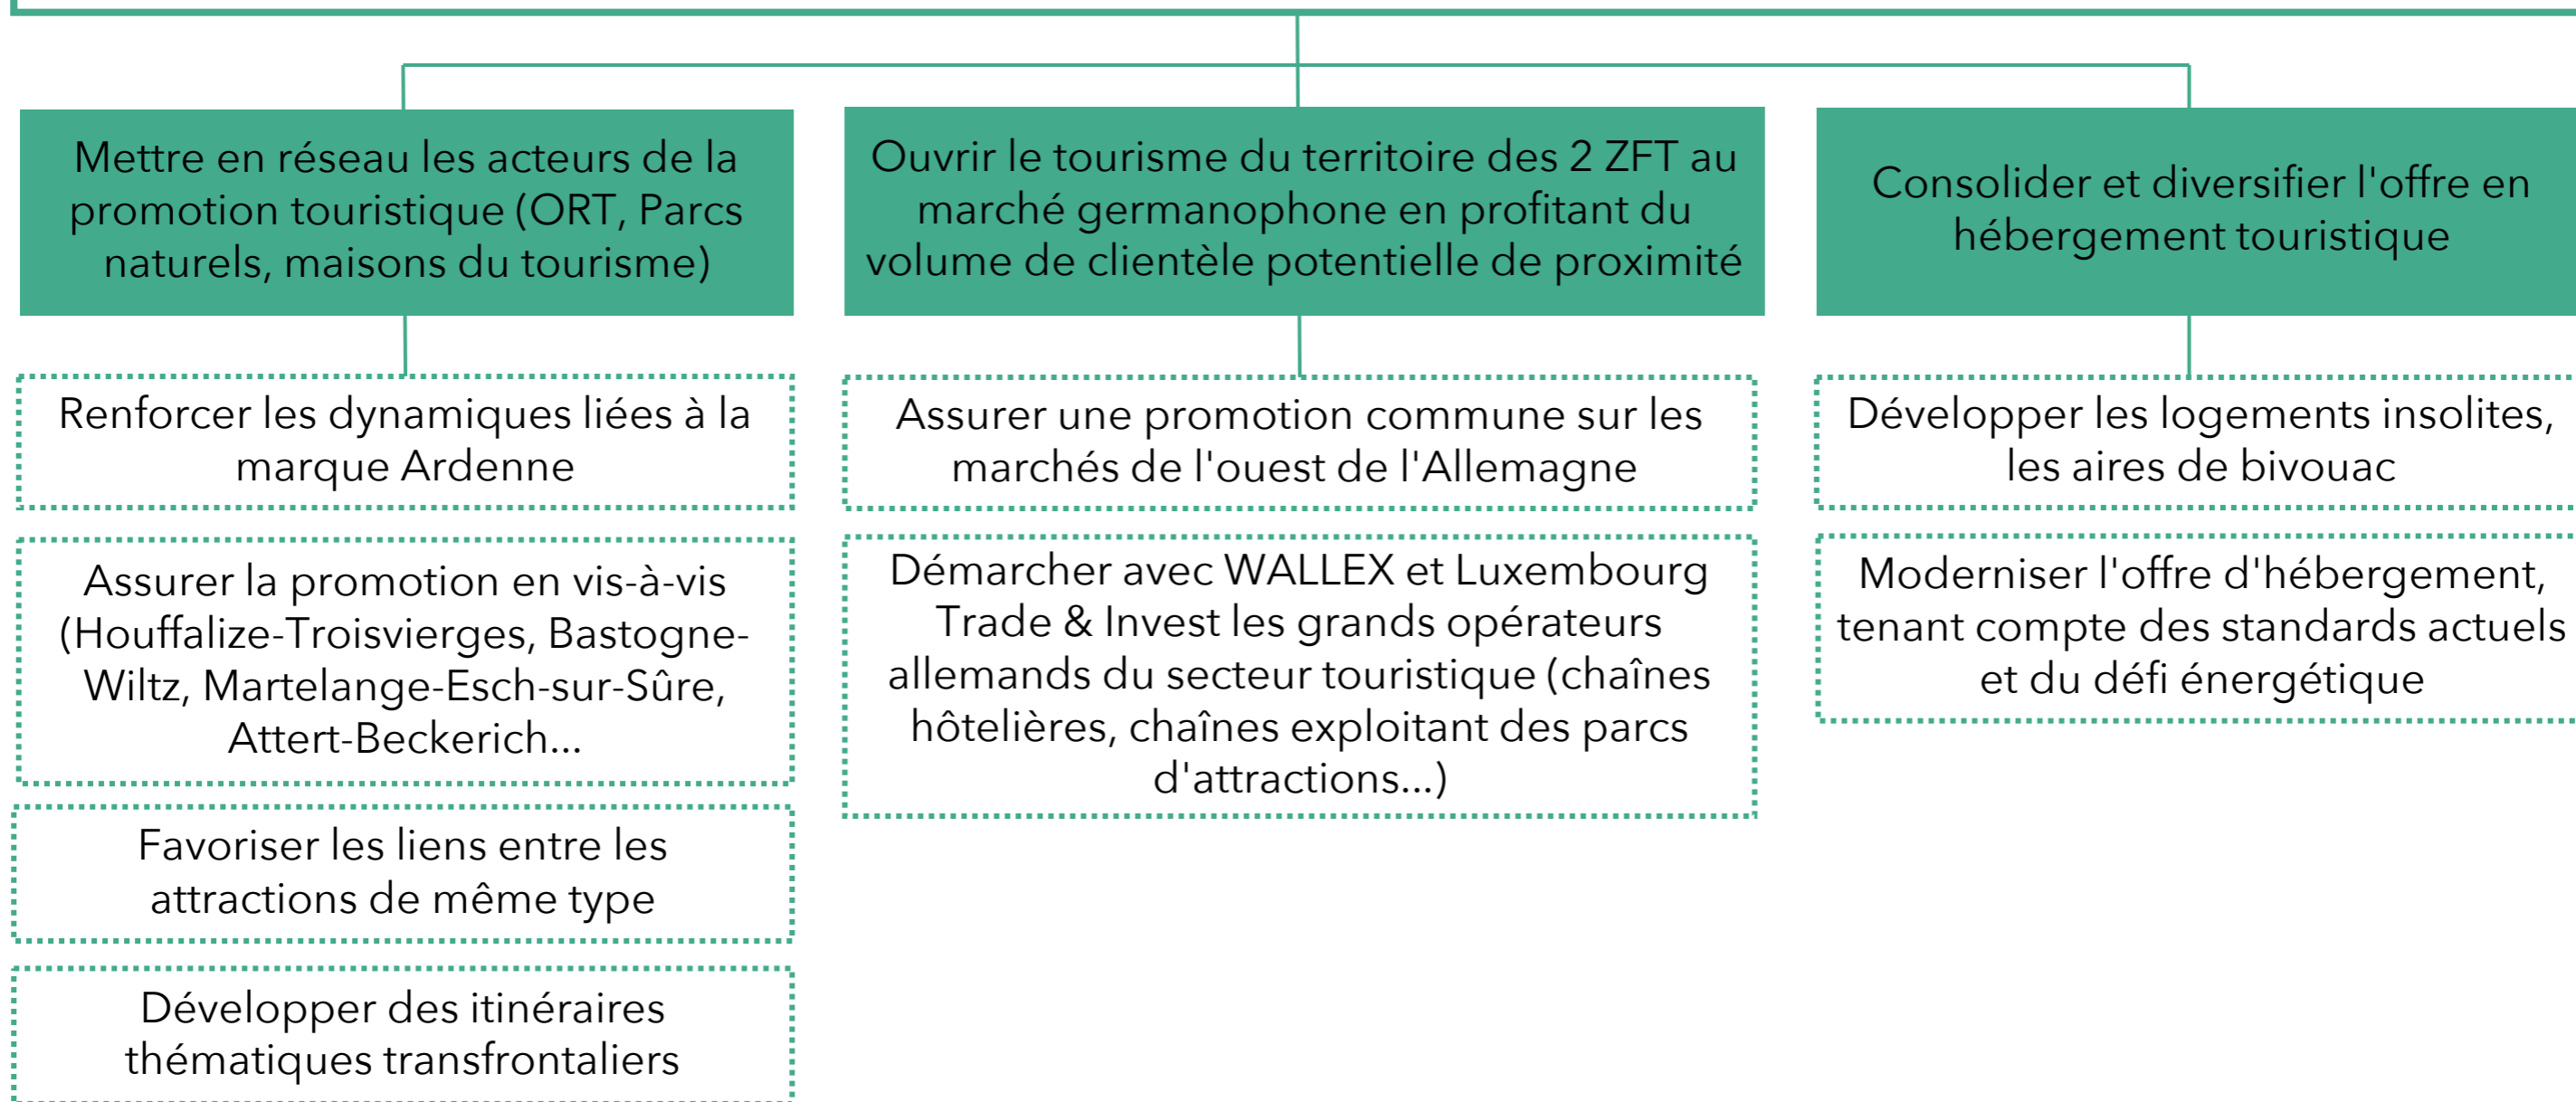 Mettre en réseau les acteurs de la
promotion touristique (ORT, Parcs
naturels, maisons du tourisme)
Renforcer les dynamiques liées à la
marque Ardenne
Assurer la promotion en vis-à-vis
(Houffalize-Troisvierges, Bastogne-
Wiltz, Martelange-Esch-sur-Sûre,
Attert-Beckerich...
Favoriser les liens entre les
attractions de même type
Développer des itinéraires
thématiques transfrontaliers
Ouvrir le tourisme du territoire des 2 ZFT au
marché germanophone en profitant du
volume de clientèle potentielle de proximité
Assurer une promotion commune sur les
marchés de l'ouest de l'Allemagne
Démarcher avec WALLEX et Luxembourg
Trade & Invest les grands opérateurs
allemands du secteur touristique (chaînes
hôtelières, chaînes exploitant des parcs
d'attractions...)
Consolider et diversifier l'offre en
hébergement touristique
Développer les logements insolites,
les aires de bivouac
Moderniser l'offre d'hébergement,
tenant compte des standards actuels
et du défi énergétique